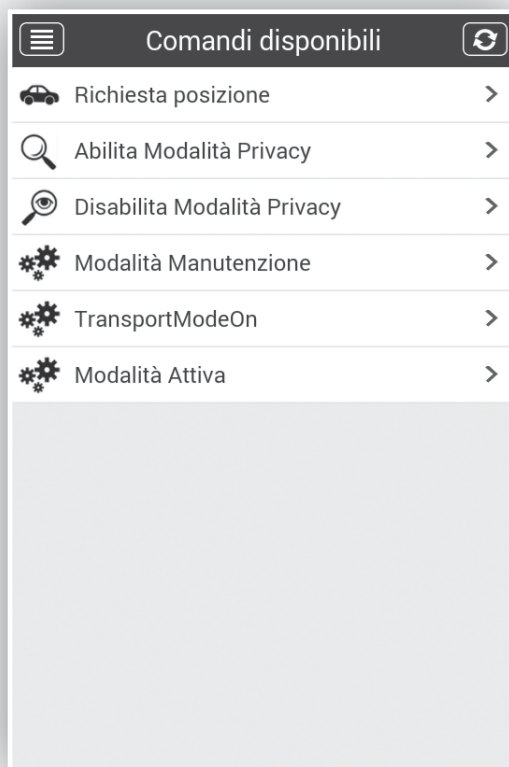 Comandi disponibili
Richiesta posizione
Abilita Modalità Privacy
Disabilita Modalità Privacy
Modalità Manutenzione
TransportModeOn
Modalità Attiva